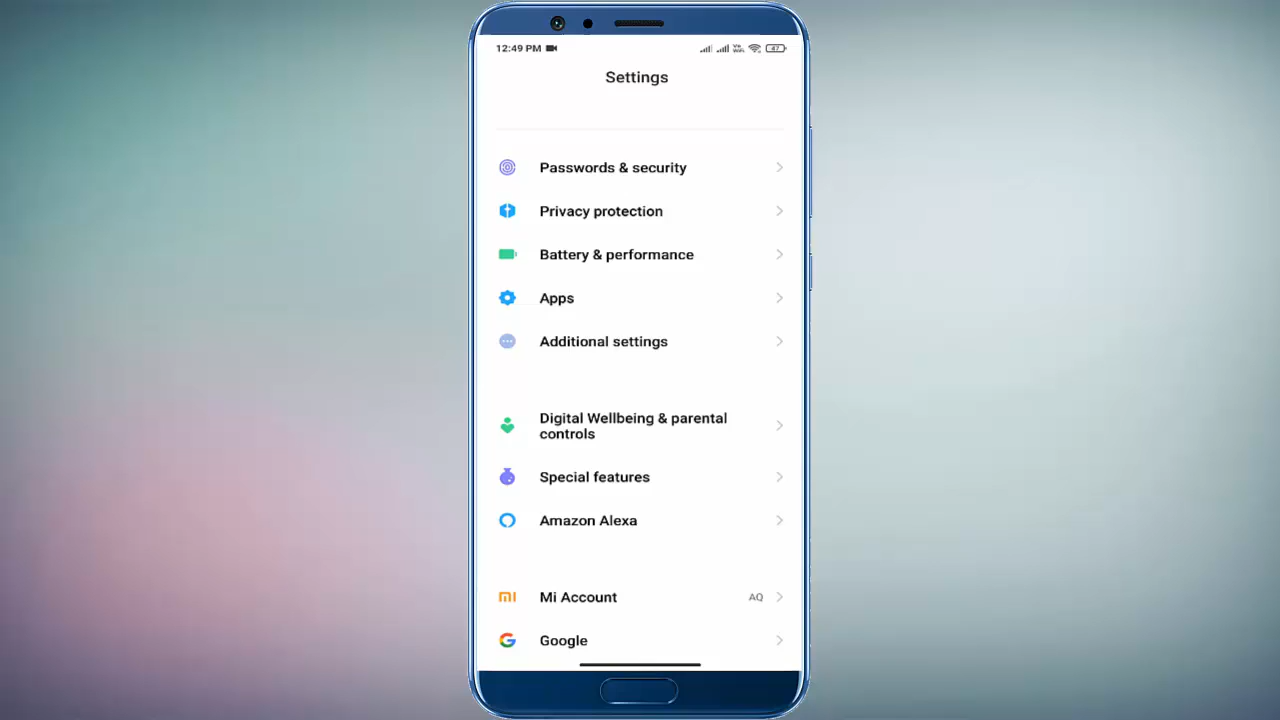 12:49 PM
47
Settings
Passwords & security
Privacy protection
Battery & performance
Apps
Additional settings
Digital Wellbeing & parental
controls
Special features
Amazon Alexa
Mi Account
AQ
Google